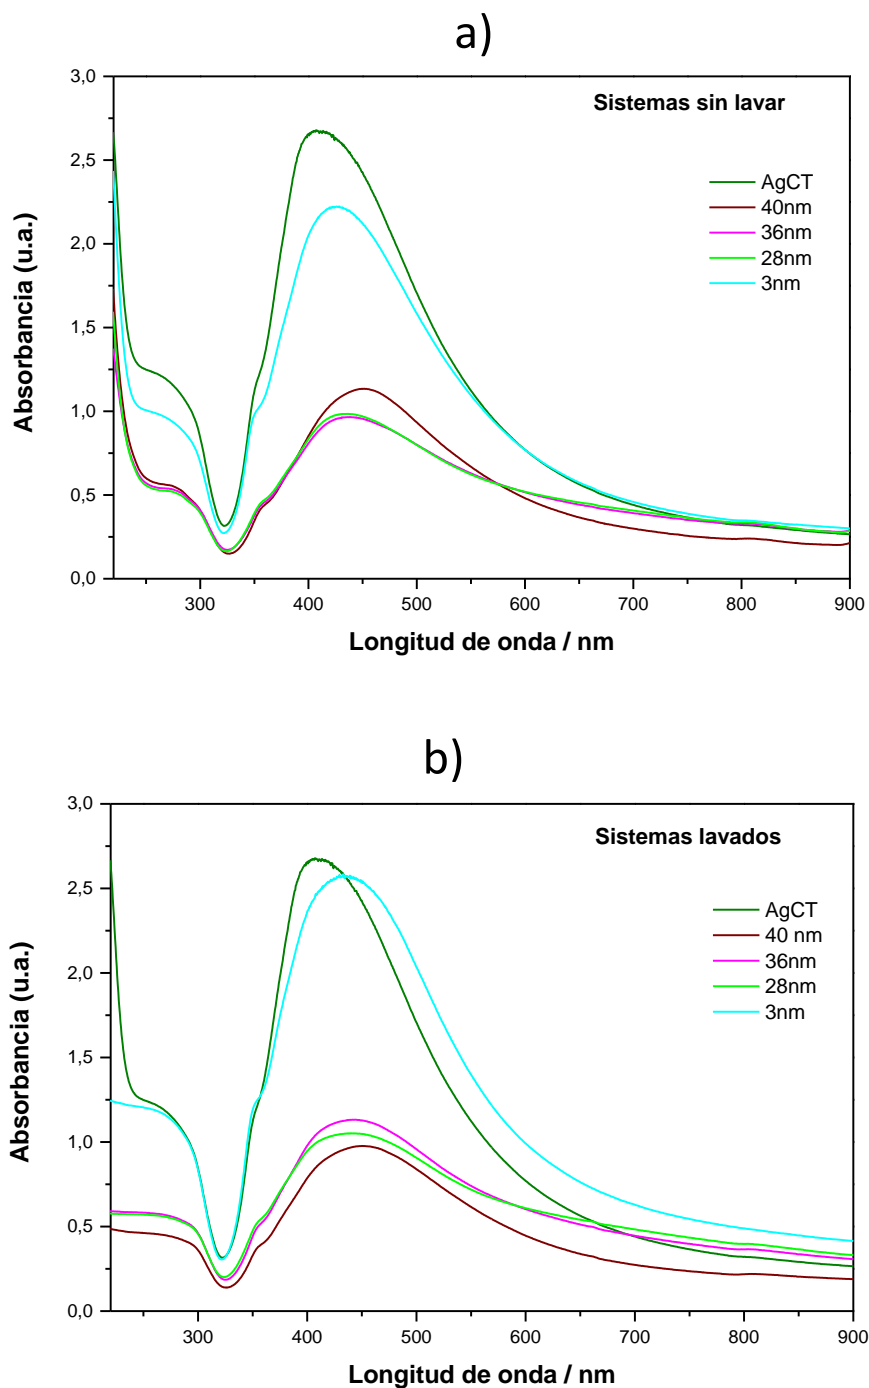 a)
3,0
Sistemas sin lavar
2,5
AgCT
40nm
36nm
28nm
3nm
2,0
1,5
1,0
0,5
0,0
Absorbancia (u.a.)
300 400 500 600 700 800 900
Longitud de onda / nm
b)
3,0
Sistemas lavados
2,5
AgCT
40 nm
36nm
28nm
3nm
2,0
1,5
1,0
0,5
0,0
Absorbancia (u.a.)
300 400 500 600 700 800 900
Longitud de onda / nm